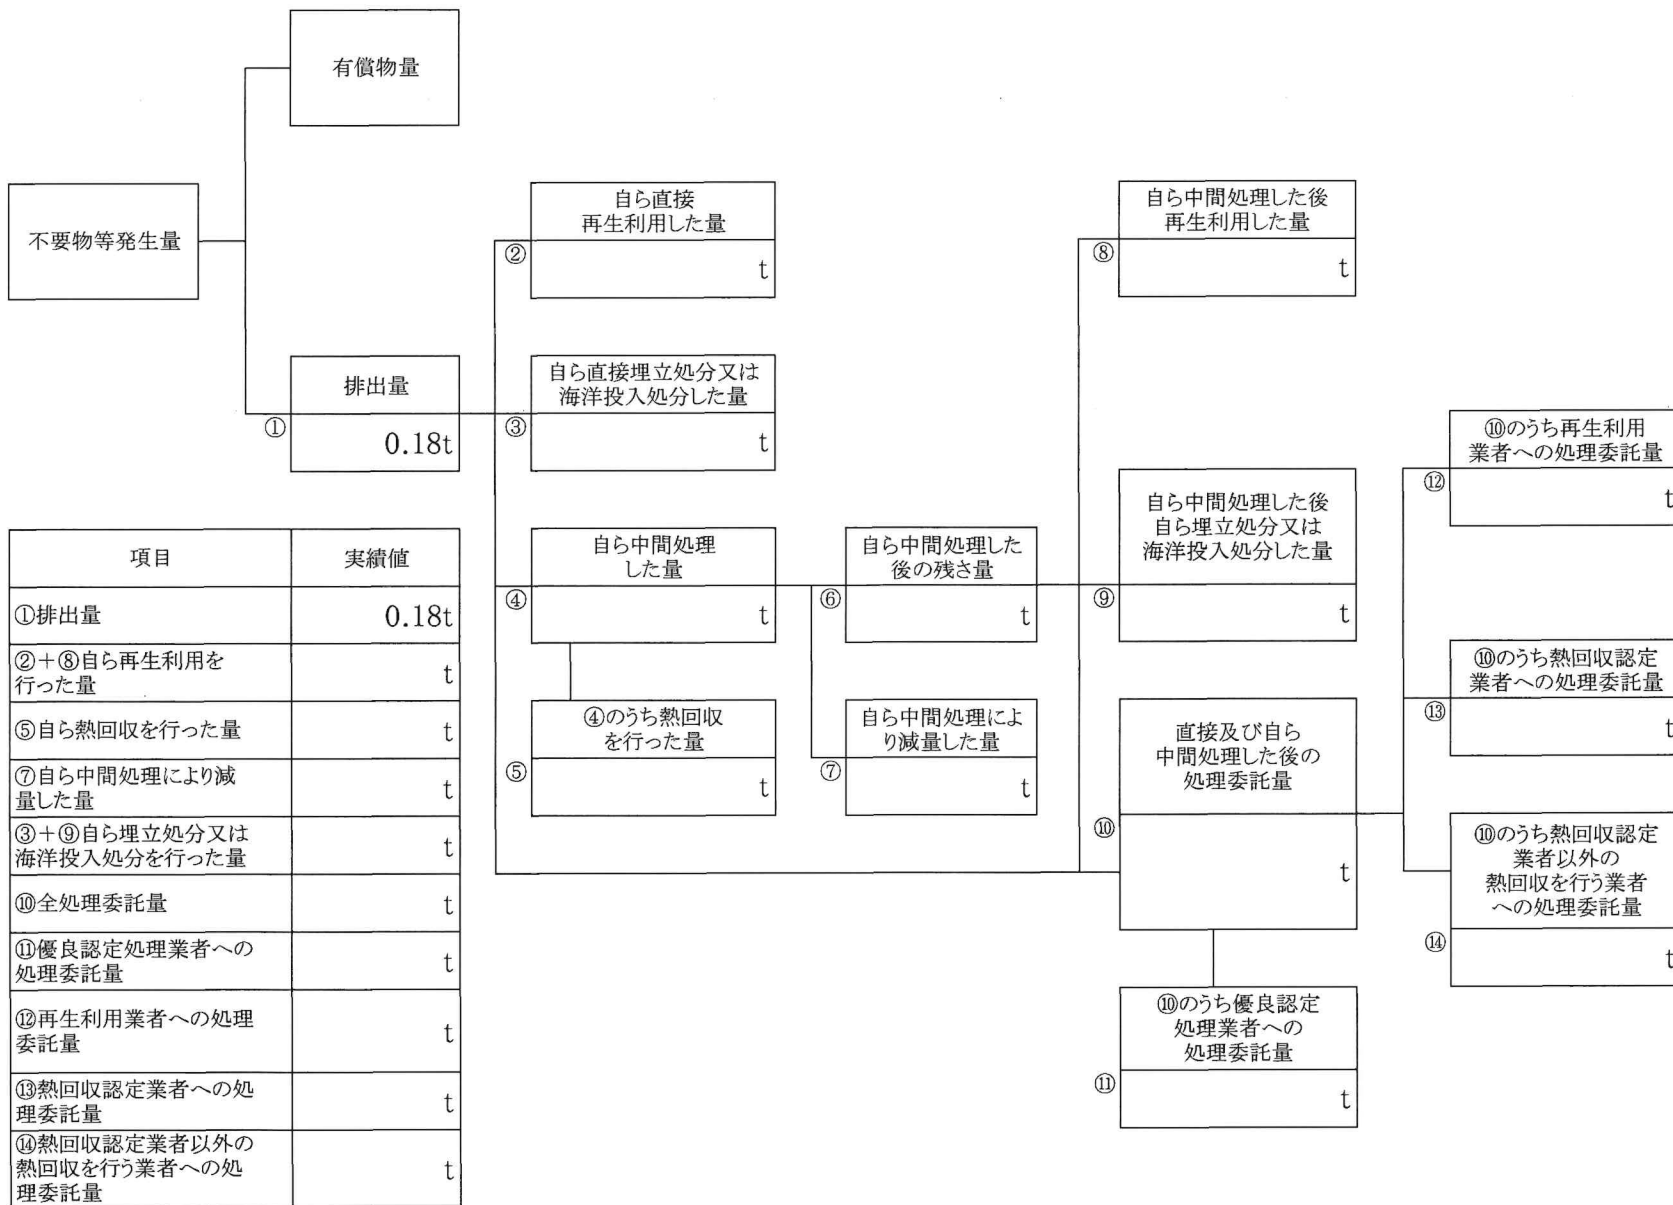 有償物量
不要物等発生量
排出量
①
0.18t
自ら直接
再生利用した量
②
t
自ら直接埋立処分又は
海洋投入処分した量
③
t
自ら中間処理
した量
④
t
④のうち熱回収
を行った量
⑤
t
自ら中間処理した
後の残さ量
⑥
t
自ら中間処理によ
り減量した量
⑦
t
自ら中間処理した後
再生利用した量
⑧
t
自ら中間処理した後
自ら埋立処分又は
海洋投入処分した量
⑨
t
直接及び自ら
中間処理した後の
処理委託量
⑩
t
⑩のうち優良認定
処理業者への
処理委託量
⑪
t
⑩のうち再生利用
業者への処理委託量
⑫
t
⑩のうち熱回収認定
業者への処理委託量
⑬
t
⑩のうち熱回収認定
業者以外の
熱回収を行う業者
への処理委託量
⑭
t
項目 実績値
①排出量 0.18t
②+⑧自ら再生利用を
行った量 t
⑤自ら熱回収を行った量 t
⑦自ら中間処理により減
量した量 t
③+⑨自ら埋立処分又は
海洋投入処分を行った量 t
⑩全処理委託量 t
⑪優良認定処理業者への
処理委託量 t
⑫再生利用業者への処理
委託量 t
⑬熱回収認定業者への処
理委託量 t
⑭熱回収認定業者以外の
熱回収を行う業者への処
理委託量 t